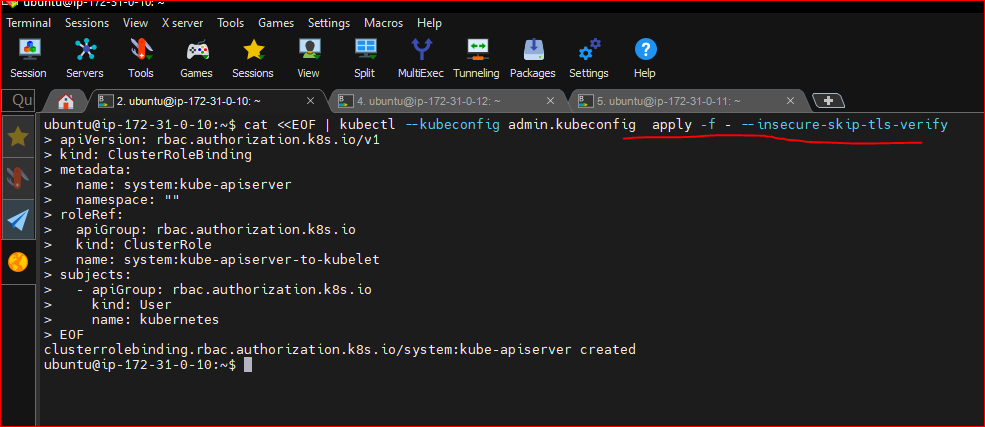 ubuntu@ip-172-31-0-10: ~
Terminal Sessions View X server Tools Games Settings Macros Help
Session Servers Tools Games Sessions View Split MultiExec Tunneling Packages Settings Help
Qu 2. ubuntu@ip-172-31-0-10: ~ 4. ubuntu@ip-172-31-0-12: ~ 5. ubuntu@ip-172-31-0-11: ~
ubuntu@ip-172-31-0-10:~$ cat <<EOF | kubectl --kubeconfig admin.kubeconfig  apply -f - --insecure-skip-tls-verify
> apiVersion: rbac.authorization.k8s.io/v1
> kind: ClusterRoleBinding
> metadata:
>   name: system:kube-apiserver
>   namespace: ""
> roleRef:
>   apiGroup: rbac.authorization.k8s.io
>   kind: ClusterRole
>   name: system:kube-apiserver-to-kubelet
> subjects:
>   - apiGroup: rbac.authorization.k8s.io
>     kind: User
>     name: kubernetes
> EOF
clusterrolebinding.rbac.authorization.k8s.io/system:kube-apiserver created
ubuntu@ip-172-31-0-10:~$